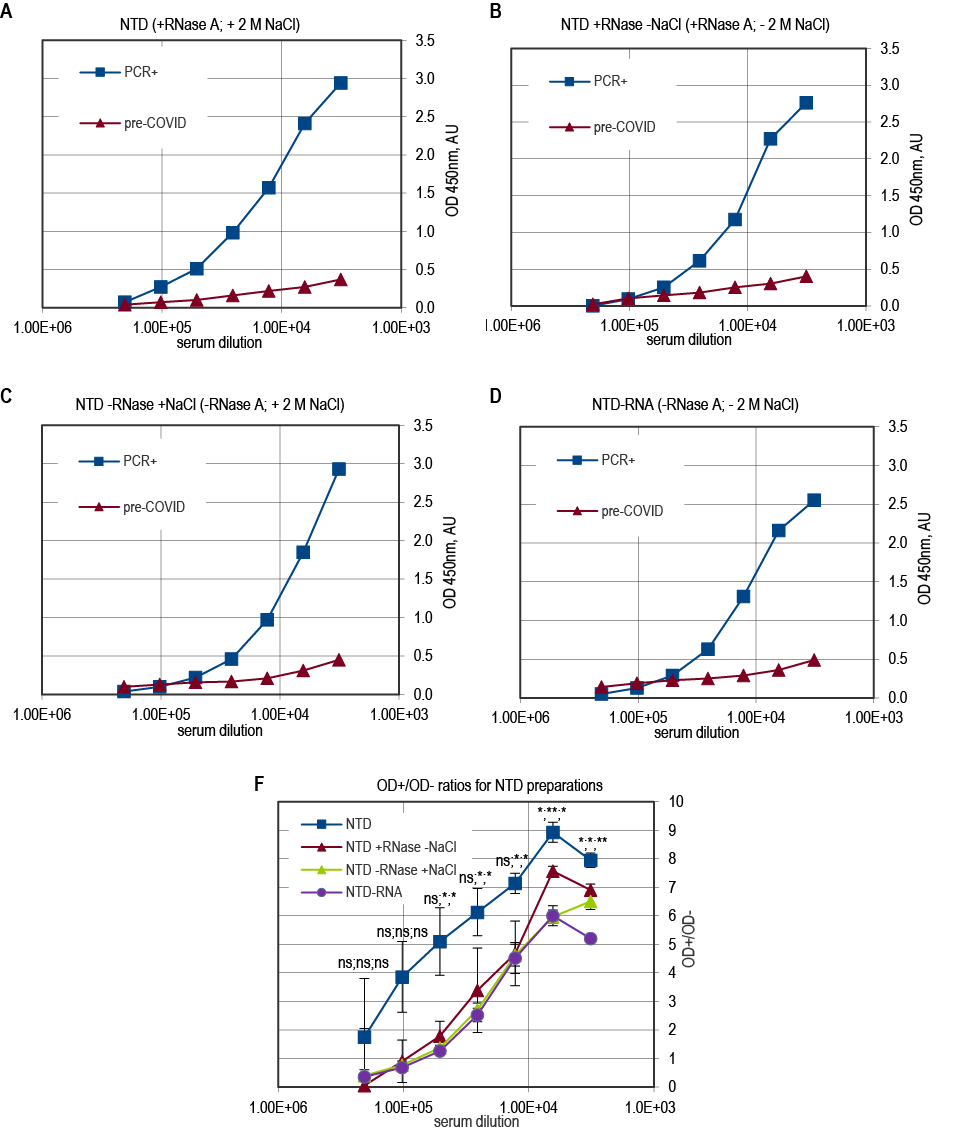 A
NTD (+RNase A; + 2 M NaCl)
PCR+
pre-COVID
3.5
3.0
2.5
2.0
1.5
1.0
0.5
0.0
OD 450nm, AU
1.00E+06 1.00E+05 1.00E+04 1.00E+03
serum dilution
B
NTD +RNase -NaCl (+RNase A; - 2 M NaCl)
PCR+
pre-COVID
3.5
3.0
2.5
2.0
1.5
1.0
0.5
0.0
OD 450nm, AU
1.00E+06 1.00E+05 1.00E+04 1.00E+03
serum dilution
C
NTD -RNase +NaCl (-RNase A; + 2 M NaCl)
PCR+
pre-COVID
3.5
3.0
2.5
2.0
1.5
1.0
0.5
0.0
OD 450nm, AU
1.00E+06 1.00E+05 1.00E+04 1.00E+03
serum dilution
D
NTD-RNA (-RNase A; - 2 M NaCl)
PCR+
pre-COVID
3.5
3.0
2.5
2.0
1.5
1.0
0.5
0.0
OD 450nm, AU
1.00E+06 1.00E+05 1.00E+04 1.00E+03
serum dilution
F
OD+/OD- ratios for NTD preparations
NTD
NTD +RNase -NaCl
NTD -RNase +NaCl
NTD-RNA
ns;ns;ns
ns;ns;ns
ns;*;*
ns;*;*
ns;*;*
*;**;*
*;*;**
10
9
8
7
6
5
4
3
2
1
0
OD+/OD-
1.00E+06 1.00E+05 1.00E+04 1.0E+03
serum dilution